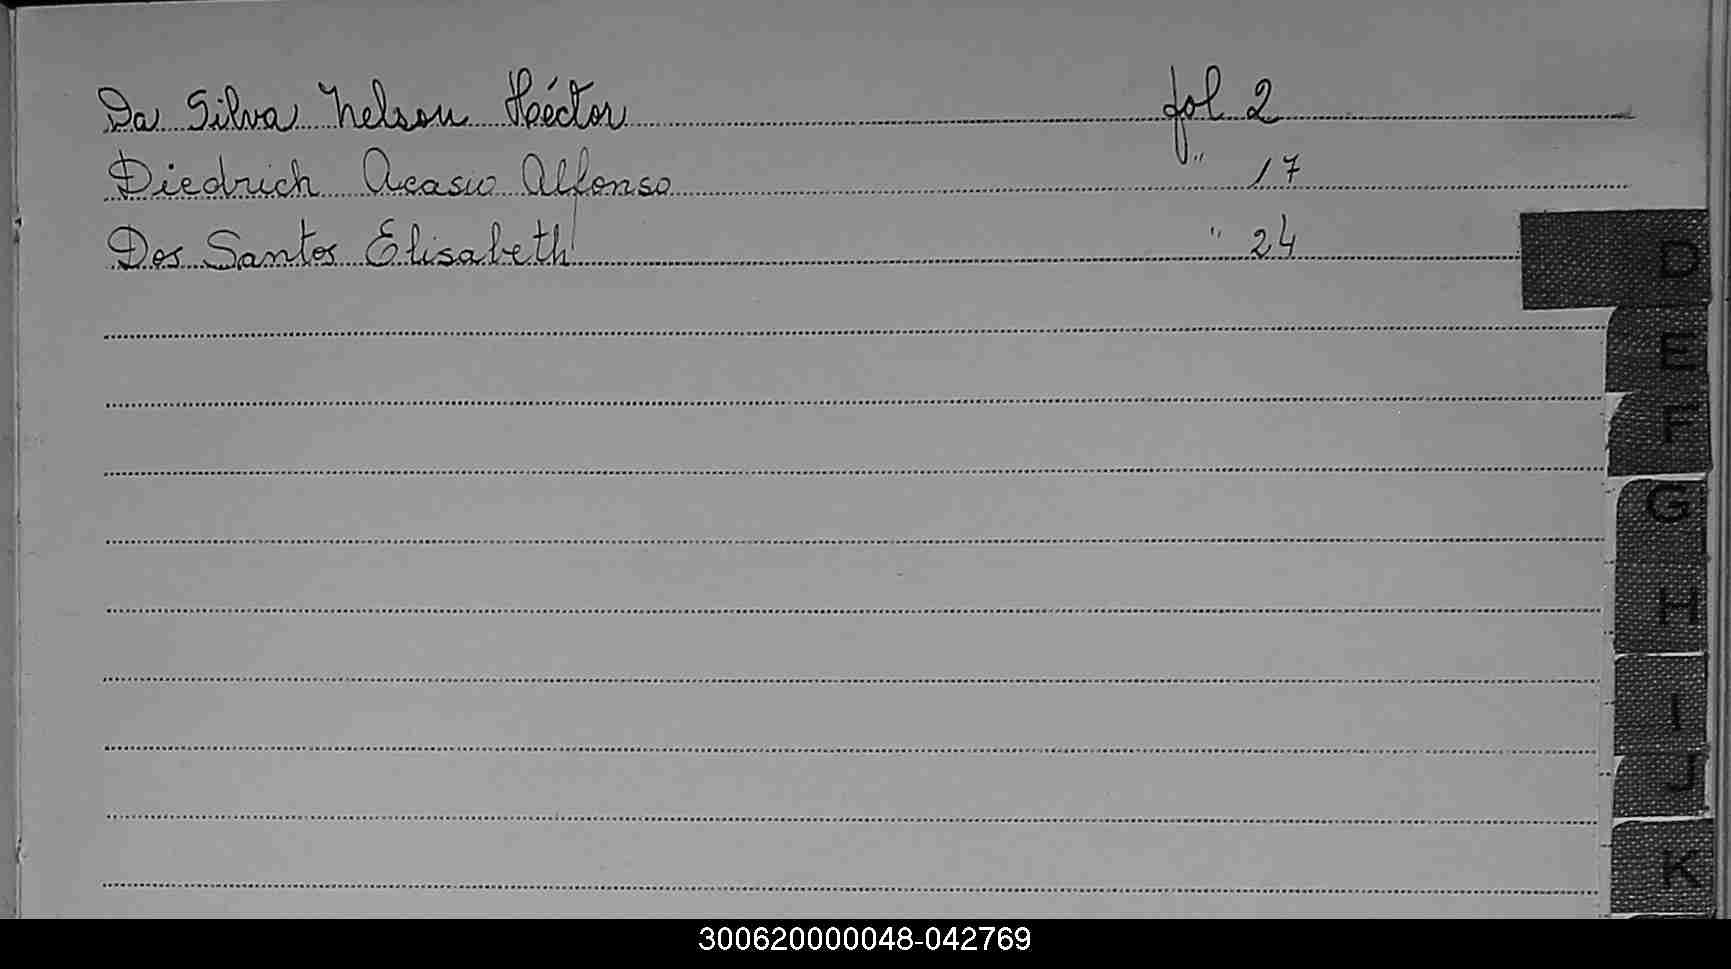 Da Silva Nelson Héctor fol 2
Diedrich Acasio Alfonso " 17
Dos Santos Elisabeth " 24
D
E
F
G
H
I
J
K
300620000048-042769